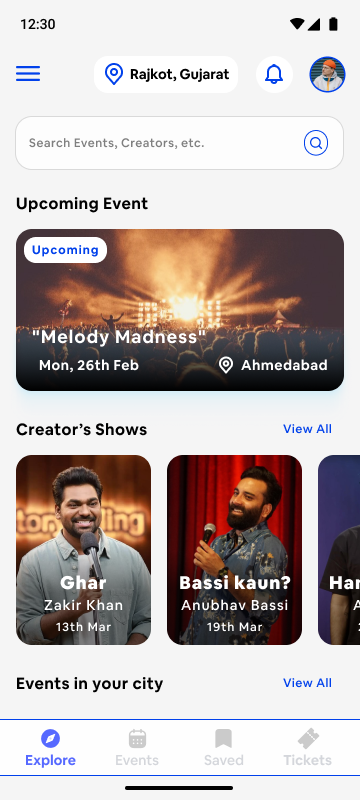 12:30
Rajkot, Gujarat
Search Events, Creators, etc.
Upcoming Event
Upcoming
"Melody Madness"
Mon, 26th Feb
Ahmedabad
Creator’s Shows
View All
Ghar
Zakir Khan
13th Mar
Bassi kaun?
Anubhav Bassi
19th Mar
Events in your city
View All
Explore
Events
Saved
Tickets